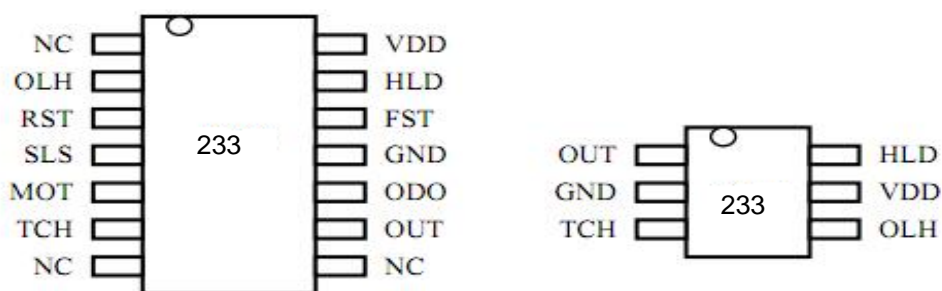 NC VDD
OLH HLD
RST FST
233
SLS GND
OUT HLD
MOT ODO
GND VDD
233
TCH OUT
TCH OLH
NC NC